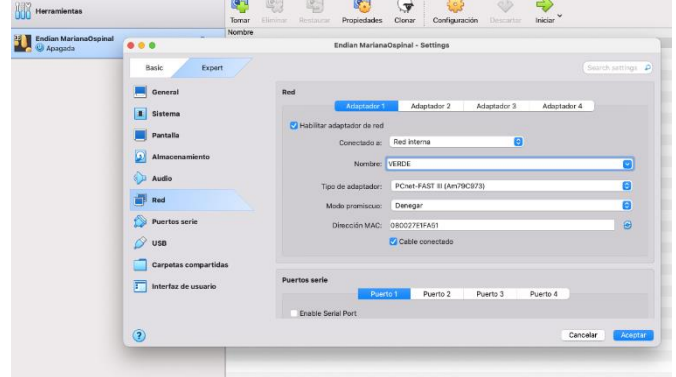 Herramientas
Tomar Eliminar Restaurar Propiedades Clonar Configuración Descartar Iniciar
Nombre
Endian MarianaOspinal
Apagada
Endian MarianaOspinal - Settings
Basic Expert
Search settings
General
Sistema
Pantalla
Almacenamiento
Audio
Red
Puertos serie
USB
Carpetas compartidas
Interfaz de usuario
Red
Adaptador 1 Adaptador 2 Adaptador 3 Adaptador 4
Habilitar adaptador de red
Conectado a: Red interna
Nombre: VERDE
Tipo de adaptador: PCnet-FAST III (Am79C973)
Modo promiscuo: Denegar
Dirección MAC: 080027E1FA51
Cable conectado
Puertos serie
Puerto 1 Puerto 2 Puerto 3 Puerto 4
Enable Serial Port
Cancelar Aceptar